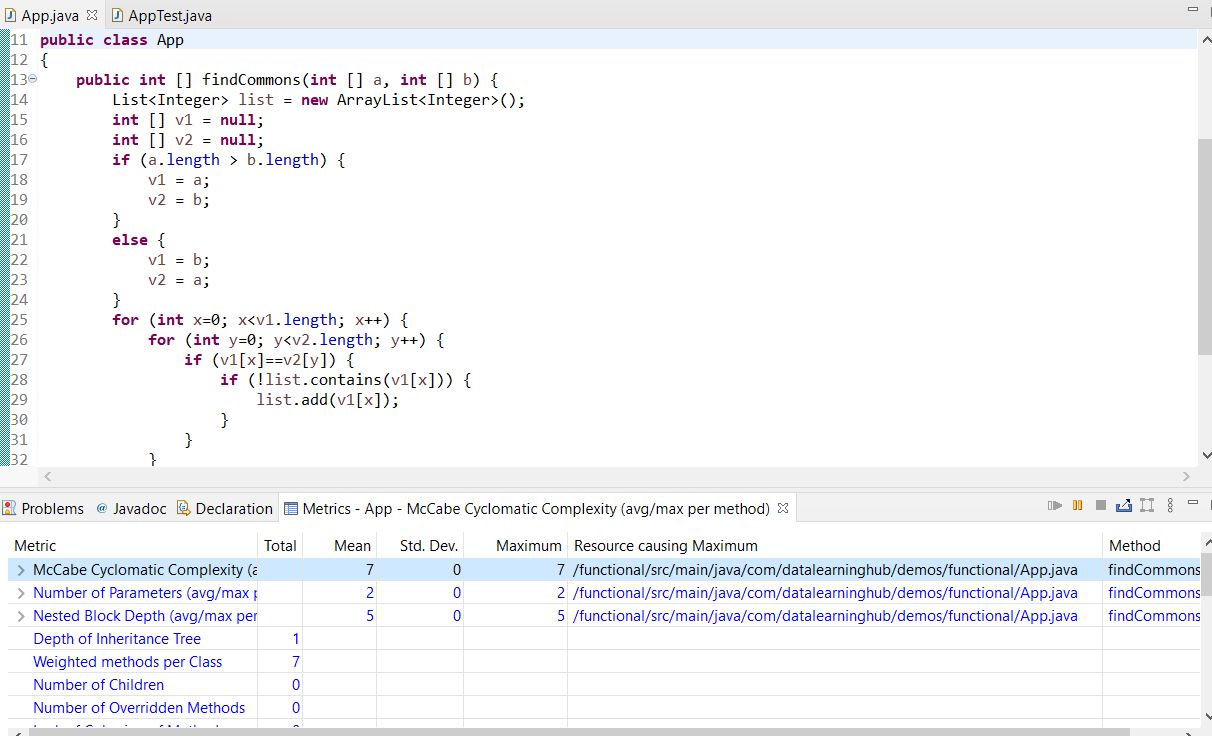 App.java AppTest.java
11 public class App
12 {
13 public int [] findCommons(int [] a, int [] b) {
14 List<Integer> list = new ArrayList<Integer>();
15 int [] v1 = null;
16 int [] v2 = null;
17 if (a.length > b.length) {
18 v1 = a;
19 v2 = b;
20 }
21 else {
22 v1 = b;
23 v2 = a;
24 }
25 for (int x=0; x<v1.length; x++) {
26 for (int y=0; y<v2.length; y++) {
27 if (v1[x]==v2[y]) {
28 if (!list.contains(v1[x])) {
29 list.add(v1[x]);
30 }
31 }
32 }
Problems @ Javadoc Declaration Metrics - App - McCabe Cyclomatic Complexity (avg/max per method)
Metric Total Mean Std. Dev. Maximum Resource causing Maximum Method
McCabe Cyclomatic Complexity (a 7 0 7 /functional/src/main/java/com/datalearninghub/demos/functional/App.java findCommons
Number of Parameters (avg/max p 2 0 2 /functional/src/main/java/com/datalearninghub/demos/functional/App.java findCommons
Nested Block Depth (avg/max per 5 0 5 /functional/src/main/java/com/datalearninghub/demos/functional/App.java findCommons
Depth of Inheritance Tree 1
Weighted methods per Class 7
Number of Children 0
Number of Overridden Methods 0